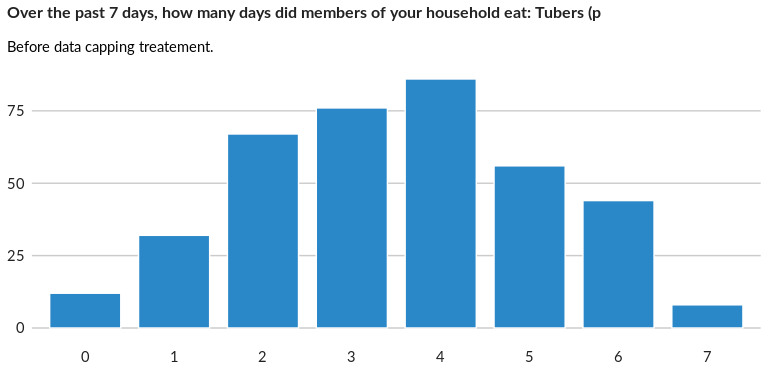 Over the past 7 days, how many days did members of your household eat: Tubers (p
Before data capping treatement.
75
50
25
0
0 1 2 3 4 5 6 7